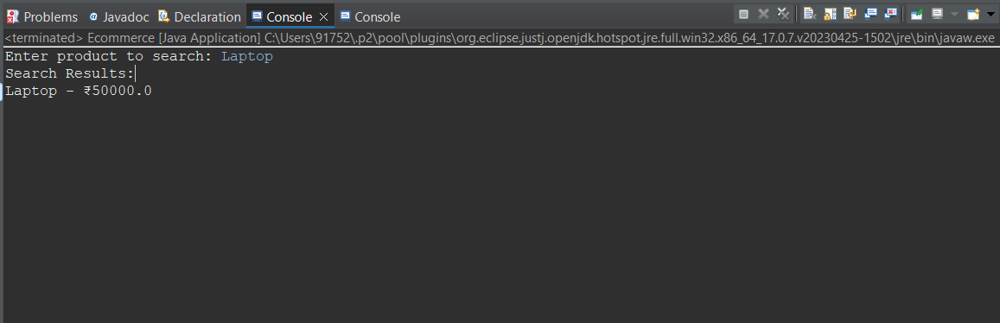 Problems Javadoc Declaration Console Console
<terminated> Ecommerce [Java Application] C:\Users\91752\.p2\pool\plugins\org.eclipse.justj.openjdk.hotspot.jre.full.win32.x86_64_17.0.7.v20230425-1502\jre\bin\javaw.exe
Enter product to search: Laptop
Search Results:
Laptop - ₹50000.0